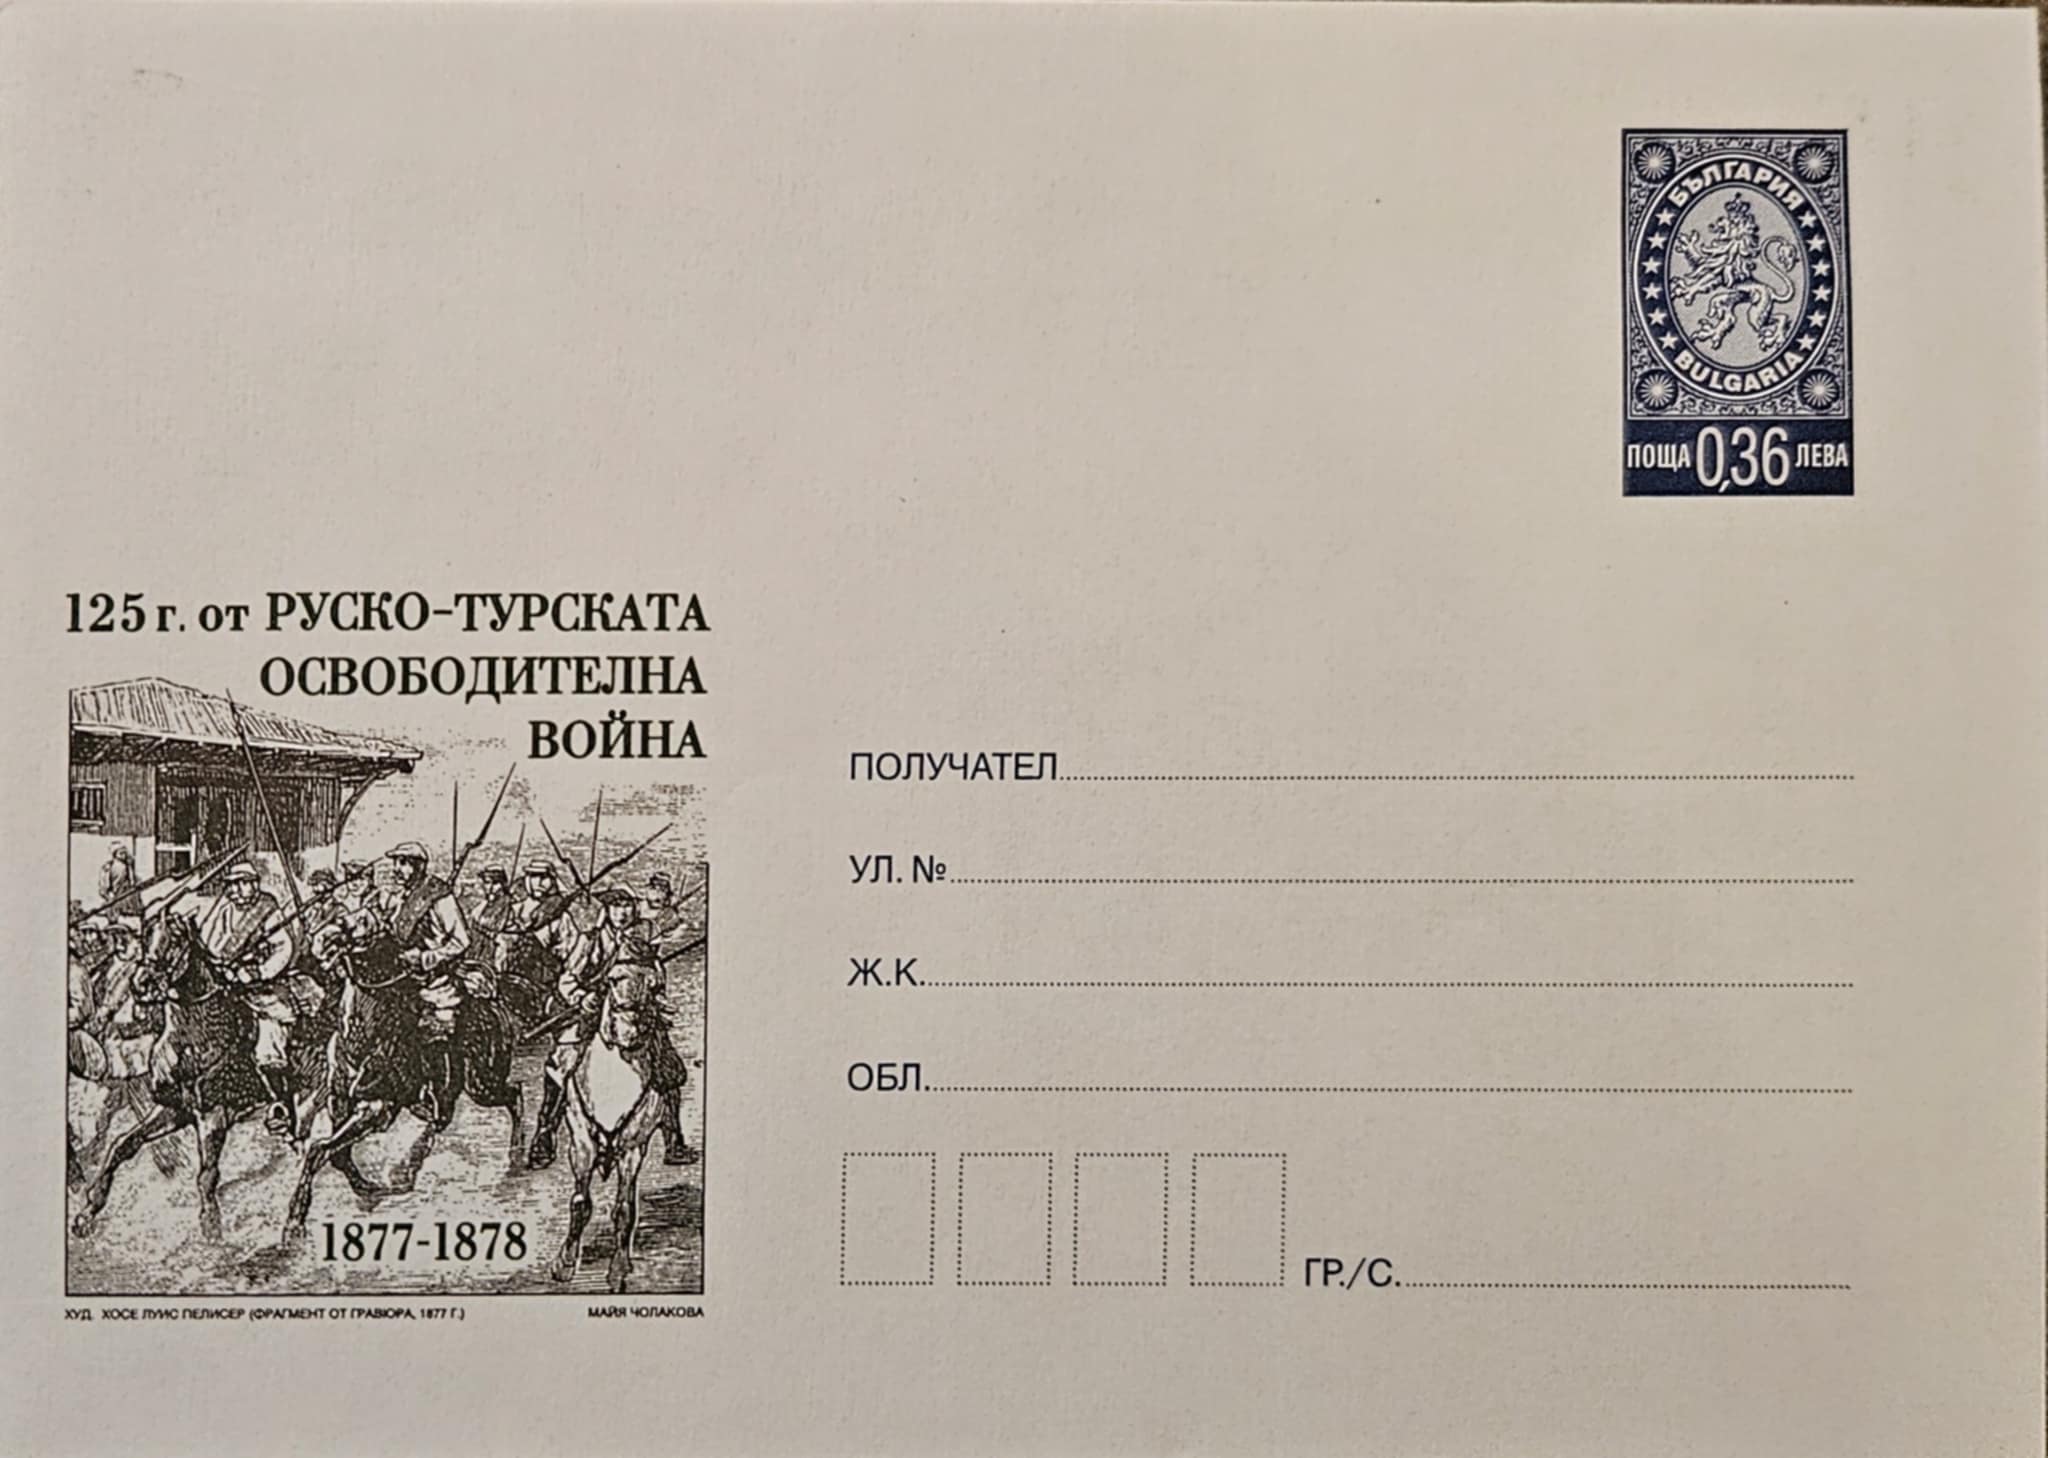 БЪЛГАРИЯ
BULGARIA
ПОЩА 0,36 ЛЕВА
125 г. от РУСКО-ТУРСКАТА
ОСВОБОДИТЕЛНА
ВОЙНА
1877-1878
ХУД. ХОСЕ ЛУИС ПЕЛИСЕР (ФРАГМЕНТ ОТ ГРАВЮРА, 1877 Г.) МАЙЯ ЧОЛАКОВА
ПОЛУЧАТЕЛ
УЛ. №
Ж.К.
ОБЛ.
ГР./С.